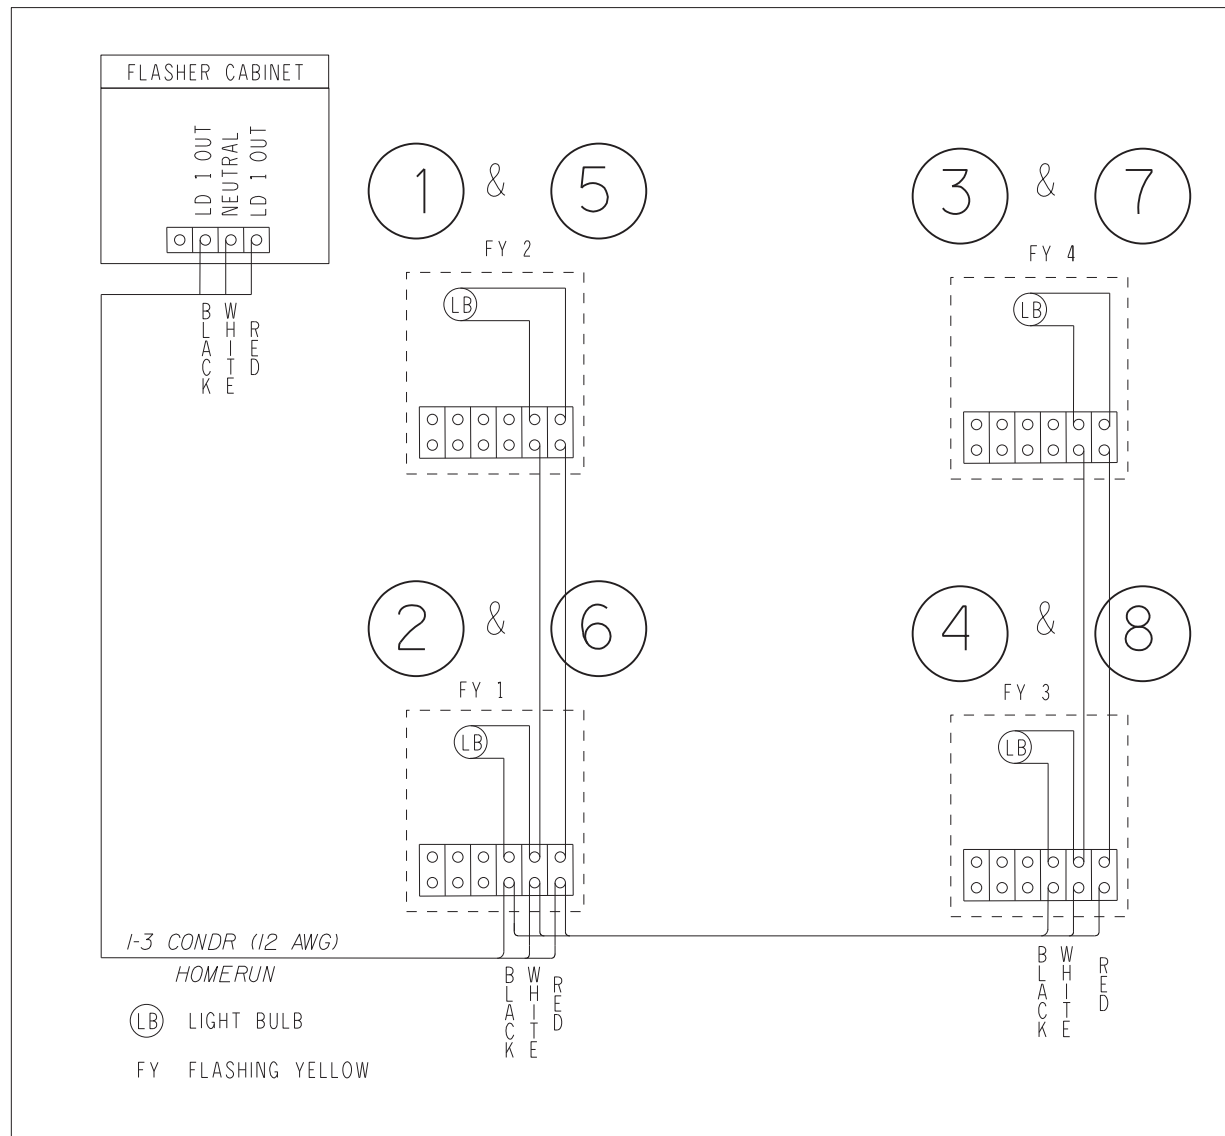 FLASHER CABINET
LD 1 OUT
NEUTRAL
LD 1 OUT
BLACK
WHITE
RED
1 & 5
FY 2
LB
3 & 7
FY 4
LB
2 & 6
FY 1
LB
4 & 8
FY 3
LB
1-3 CONDR (12 AWG)
HOMERUN
BLACK
WHITE
RED
BLACK
WHITE
RED
LB LIGHT BULB
FY FLASHING YELLOW